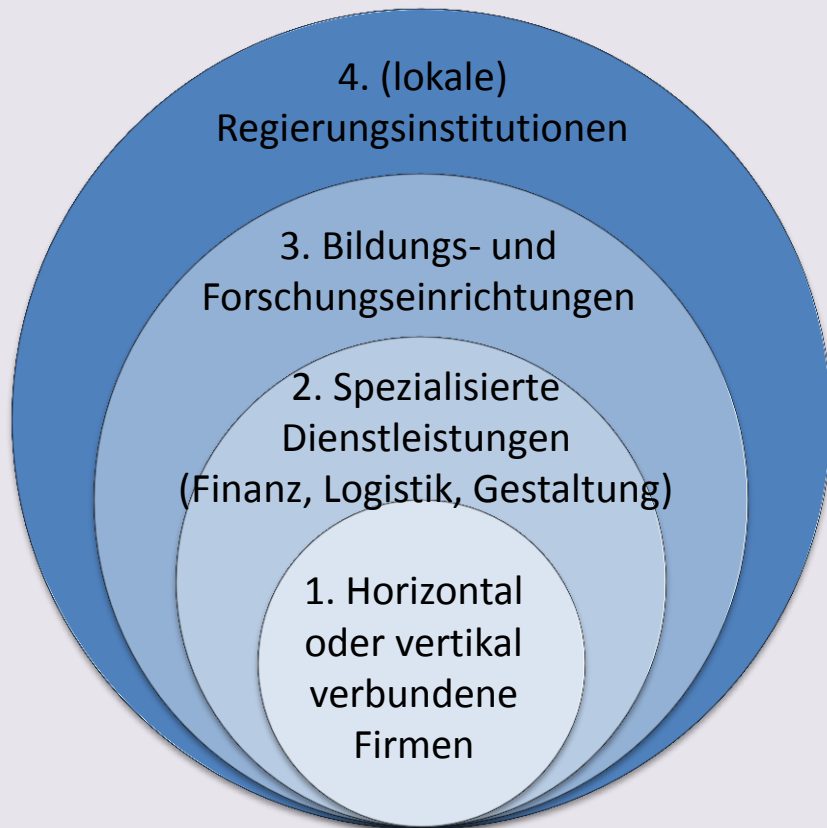 4. (lokale)
Regierungsinstitutionen
3. Bildungs- und
Forschungseinrichtungen
2. Spezialisierte
Dienstleistungen
(Finanz, Logistik, Gestaltung)
1. Horizontal
oder vertikal
verbundene
Firmen